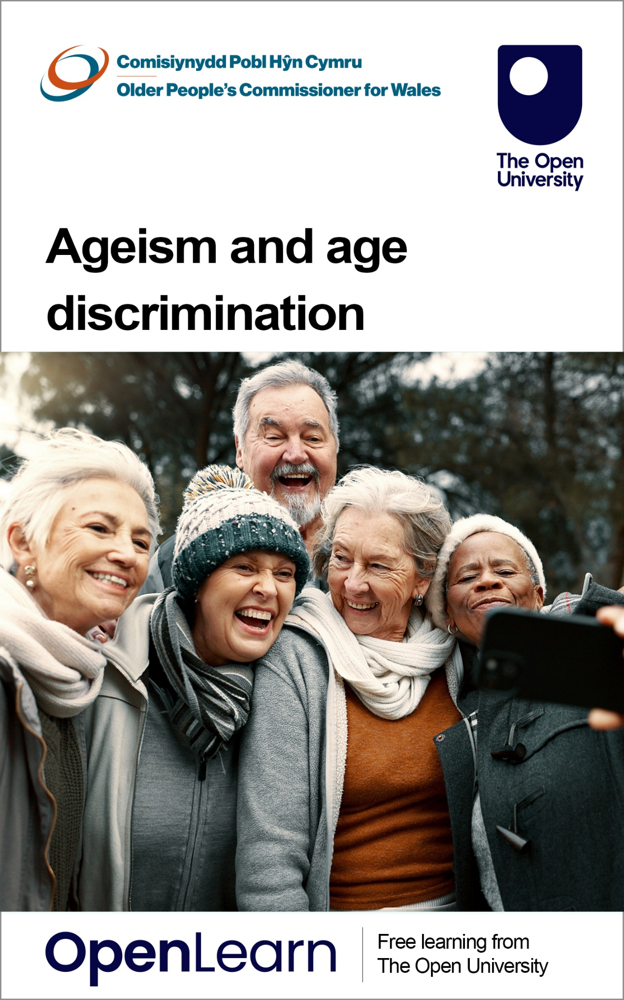 Comisiynydd Pobl Hŷn Cymru
Older People’s Commissioner for Wales
The Open
University
Ageism and age
discrimination
OpenLearn
Free learning from
The Open University